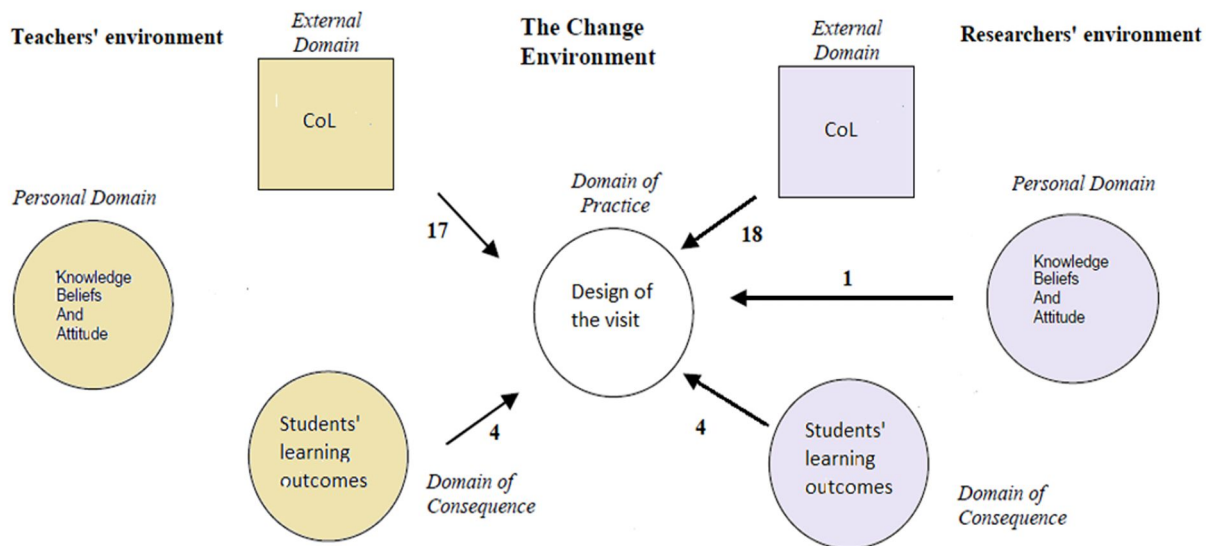 Teachers' environment
External
Domain
The Change
Environment
External
Domain
Researchers' environment
CoL
CoL
Personal Domain
Domain of
Practice
Personal Domain
17
18
1
Knowledge
Beliefs
And
Attitude
Design of
the visit
Knowledge
Beliefs
And
Attitude
Students'
learning
outcomes
4
4
Students'
learning
outcomes
Domain of
Consequence
Domain of
Consequence